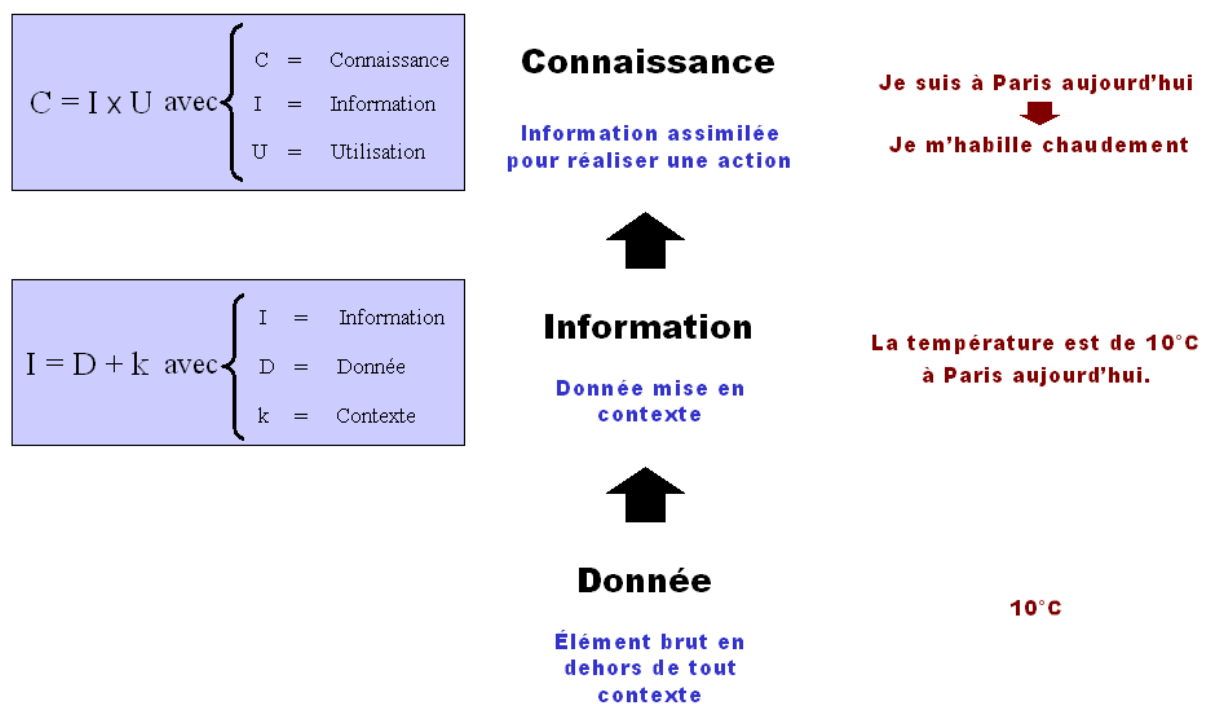 C = I x U avec
C = Connaissance
I = Information
U = Utilisation
Connaissance
Information assimilée
pour réaliser une action
Je suis à Paris aujourd'hui
Je m'habille chaudement
I = D + k avec
I = Information
D = Donnée
k = Contexte
Information
Donnée mise en
contexte
La température est de 10°C
à Paris aujourd'hui.
Donnée
Élément brut en
dehors de tout
contexte
10°C